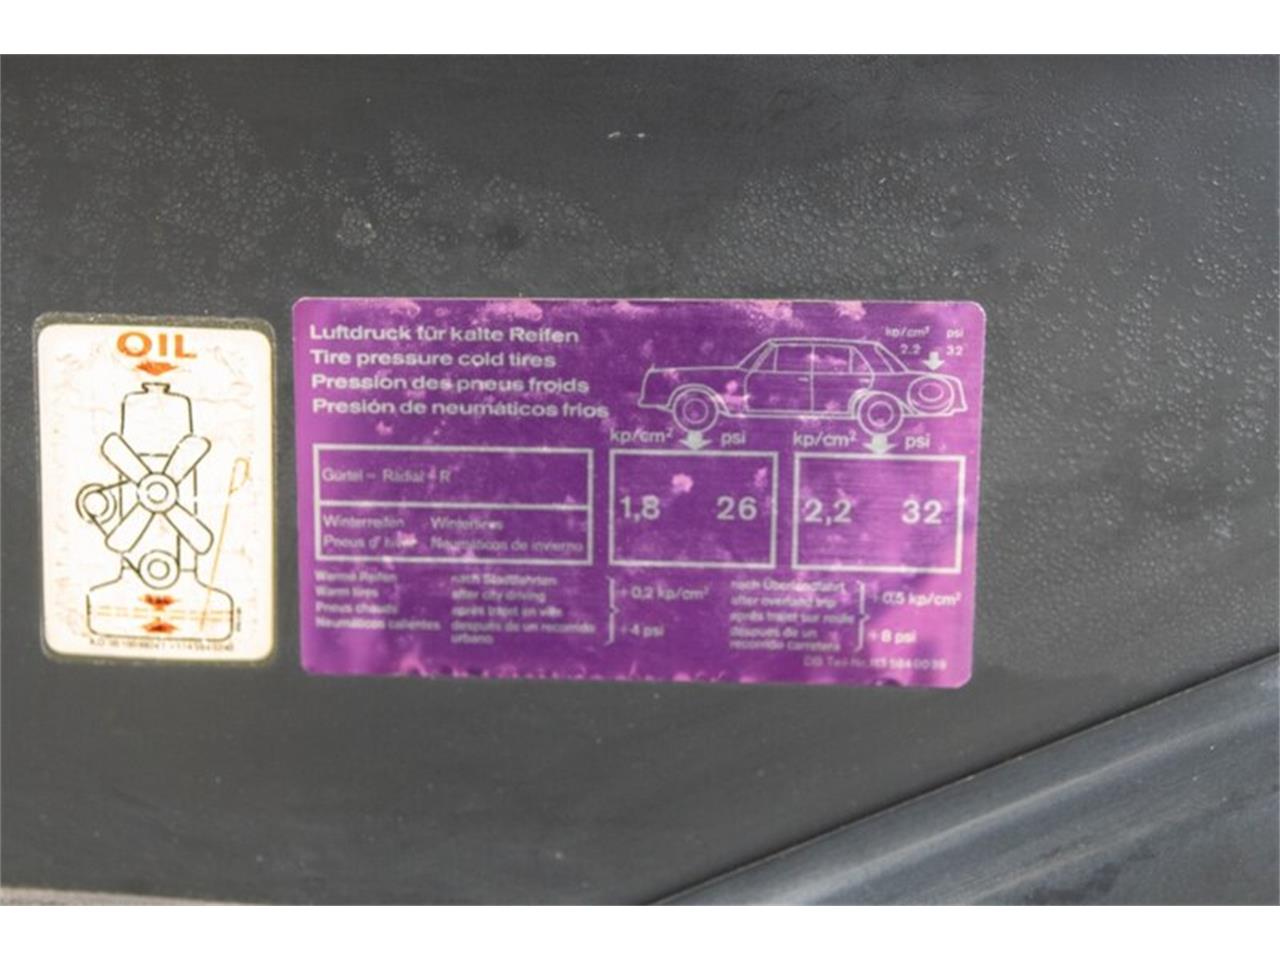 OIL
Luftdruck für kalte Reifen
Tire pressure cold tires
Pression des pneus froids
Presión de neumáticos frios
kp/cm² psi
2.2 32
kp/cm² psi kp/cm² psi
Gürtel - Radial - R
1,8 26 2,2 32
Winterreifen Wintertires
Pneus d'hiver Neumáticos de invierno
Warme Reifen nach Stadtfahrten
Warm tires after city driving
Pneus chauds après trajet en ville
Neumáticos calientes después de un recorrido urbano
+0,2 kp/cm²
+4 psi
nach Überlandfahrt
after overland trip
après trajet sur route
después de un recorrido carretera
+0,5 kp/cm²
+8 psi
DB Teil-Nr.